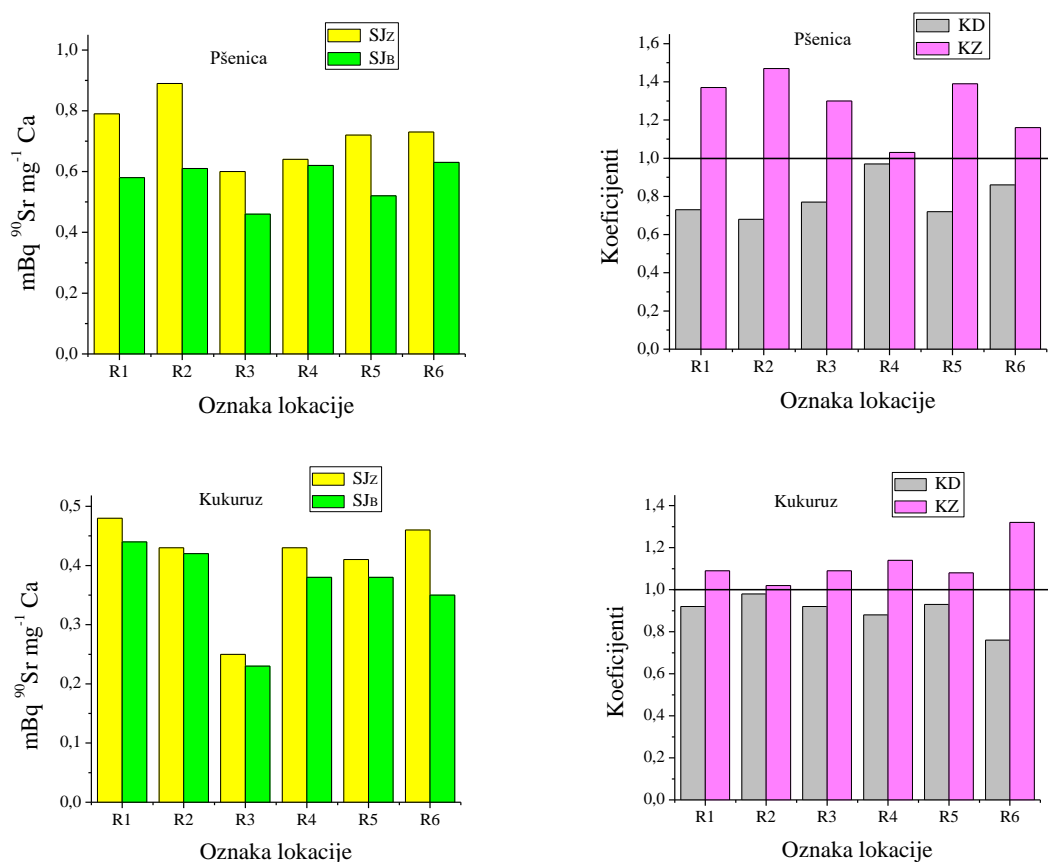 Pšenica
SJZ
SJB
mBq ⁹⁰Sr mg⁻¹ Ca
1,0
0,8
0,6
0,4
0,2
0,0
R1 R2 R3 R4 R5 R6
Oznaka lokacije
Pšenica
KD
KZ
Koeficijenti
1,6
1,4
1,2
1,0
0,8
0,6
0,4
0,2
0,0
R1 R2 R3 R4 R5 R6
Oznaka lokacije
Kukuruz
SJZ
SJB
mBq ⁹⁰Sr mg⁻¹ Ca
0,5
0,4
0,3
0,2
0,1
0,0
R1 R2 R3 R4 R5 R6
Oznaka lokacije
Kukuruz
KD
KZ
Koeficijenti
1,4
1,2
1,0
0,8
0,6
0,4
0,2
0,0
R1 R2 R3 R4 R5 R6
Oznaka lokacije